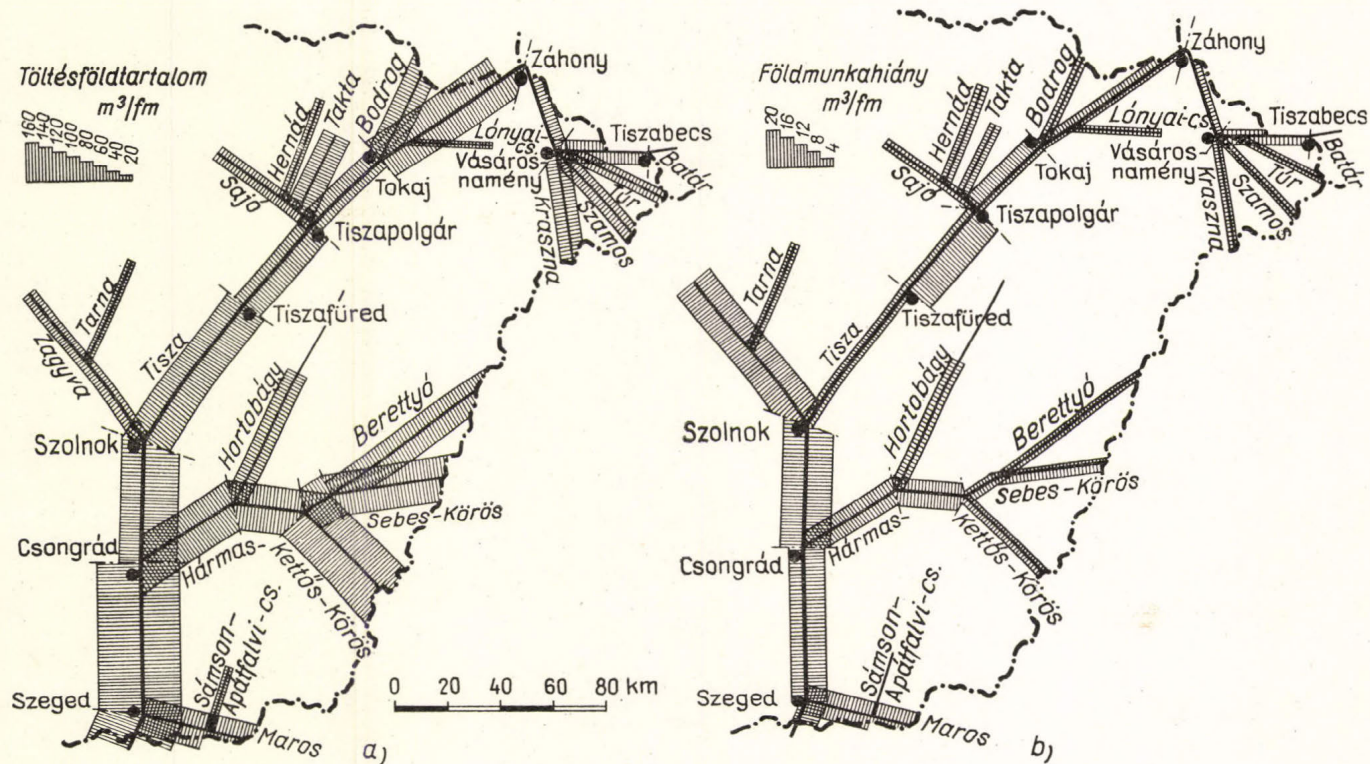 Töltésföldtartalom
m³/fm
160
140
120
100
80
60
40
20
Záhony
Bodrog
Takta
Hernád
Sajó
Lónyai-
cs.
Tiszabecs
Batár
Vásáros-
namény
Túr
Szamos
Kraszna
Tokaj
Tiszapolgár
Tiszafüred
Tarna
Zagyva
Tisza
Hortobágy
Berettyó
Szolnok
Sebes-Körös
Csongrád
Hármas-
Kettős-Körös
Sámson-
Apátfalvi-cs.
Szeged
Maros
0 20 40 60 80 km
a)
Földmunkahiány
m³/fm
20
16
12
8
4
Záhony
Bodrog
Takta
Hernád
Sajó
Lónyai-cs
Tiszabecs
Batár
Vásáros-
namény
Túr
Szamos
Kraszna
Tokaj
Tiszapolgár
Tiszafüred
Tarna
Tisza
Hortobágy
Berettyó
Szolnok
Sebes-Körös
Csongrád
Hármas-
Kettős-Körös
Sámson-
Apátfalvi-cs.
Szeged
Maros
b)